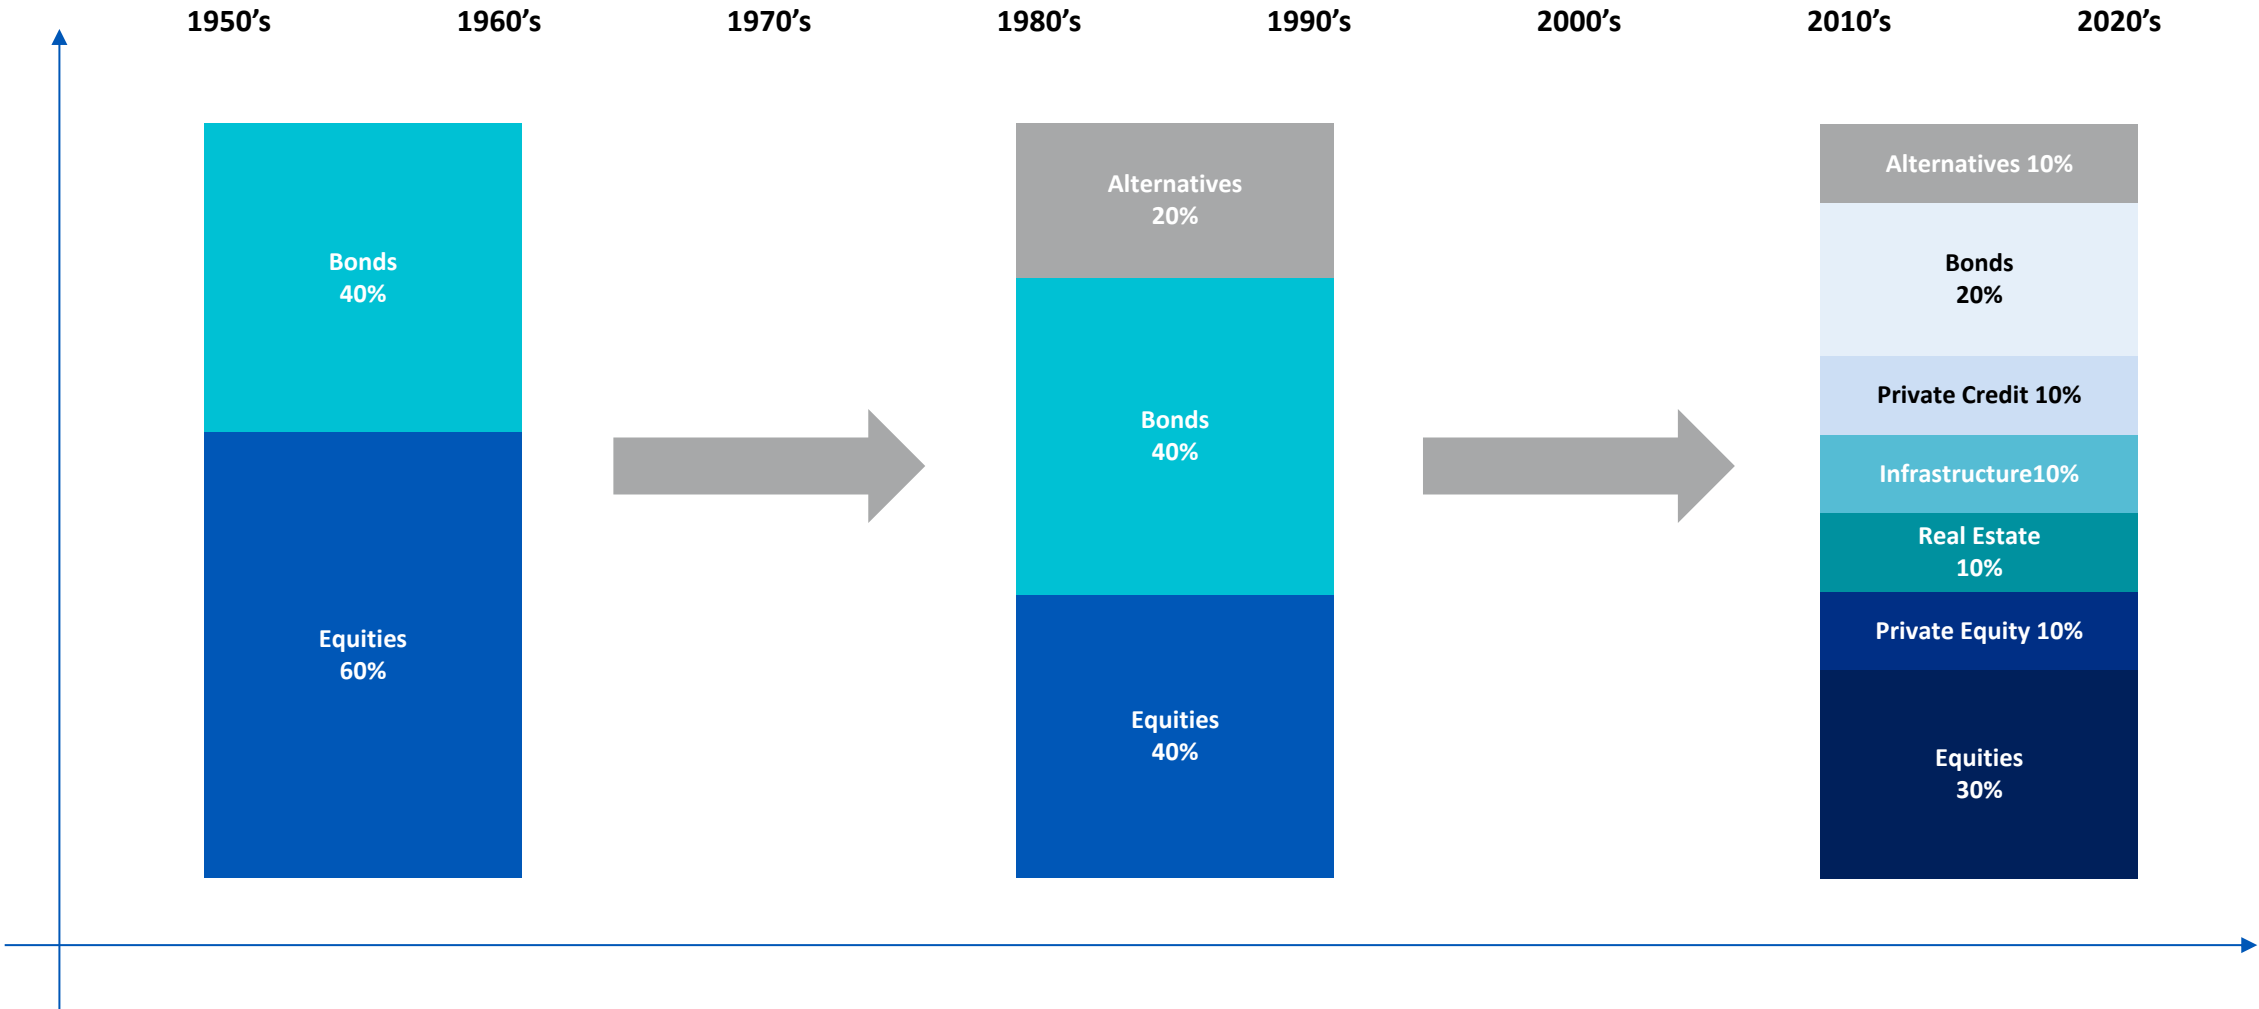 1950’s 1960’s 1970’s 1980’s 1990’s 2000’s 2010’s 2020’s
Bonds
40%
Equities
60%
Alternatives
20%
Bonds
40%
Equities
40%
Alternatives 10%
Bonds
20%
Private Credit 10%
Infrastructure10%
Real Estate
10%
Private Equity 10%
Equities
30%